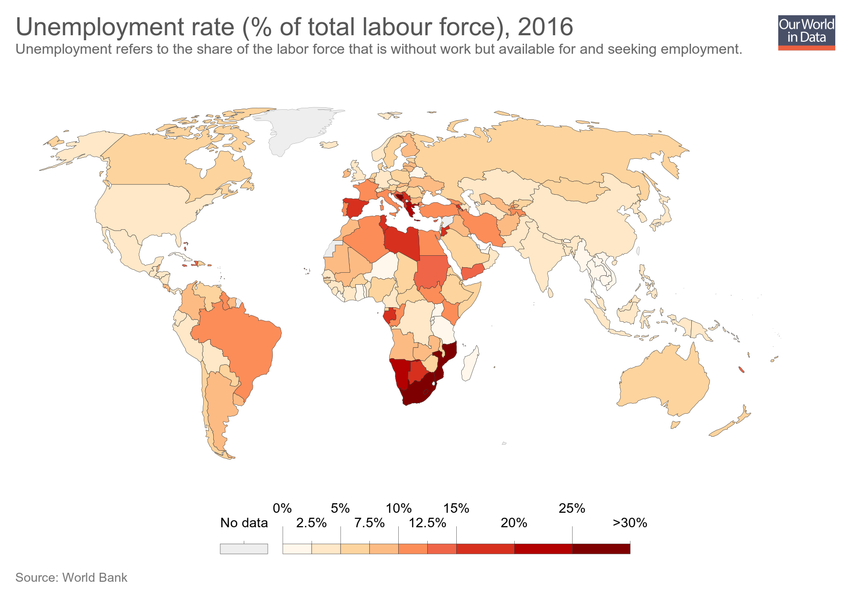 Unemployment rate (% of total labour force), 2016
Our World
in Data
Unemployment refers to the share of the labor force that is without work but available for and seeking employment.
0% 5% 10% 15% 25%
No data 2.5% 7.5% 12.5% 20% >30%
Source: World Bank